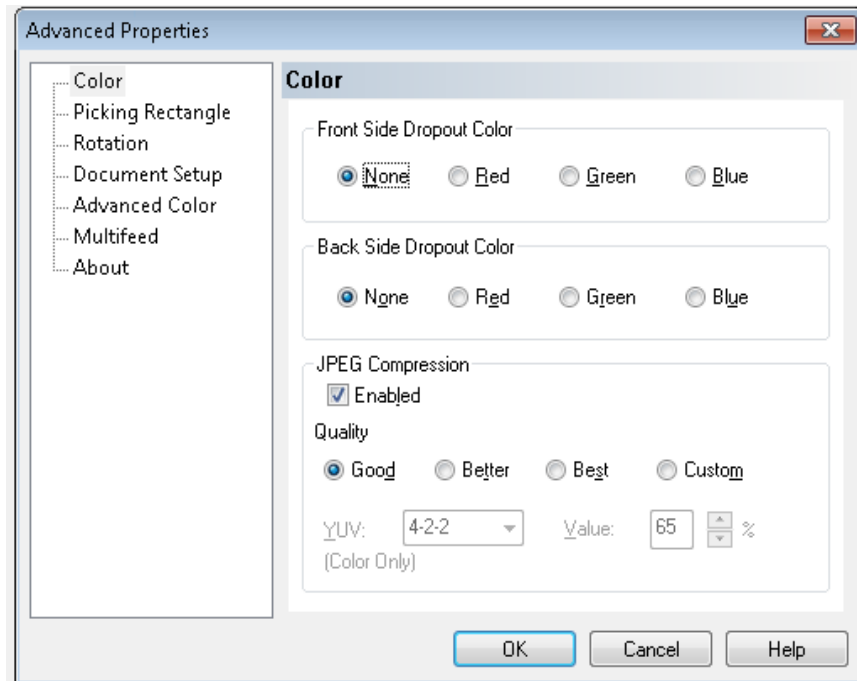 Advanced Properties
Color
Picking Rectangle
Rotation
Document Setup
Advanced Color
Multifeed
About
Color
Front Side Dropout Color
None Red Green Blue
Back Side Dropout Color
None Red Green Blue
JPEG Compression
Enabled
Quality
Good Better Best Custom
YUV: 4-2-2 Value: 65 %
(Color Only)
OK Cancel Help